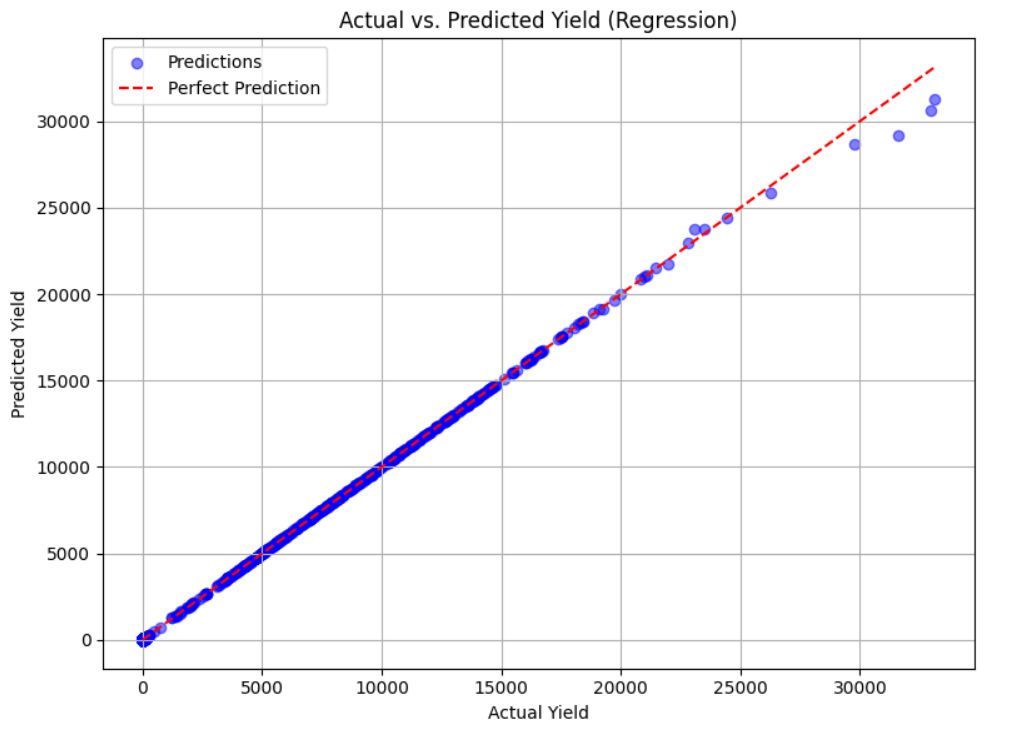 Actual vs. Predicted Yield (Regression)
Predictions
Perfect Prediction
30000
25000
20000
15000
10000
5000
0
Predicted Yield
0 5000 10000 15000 20000 25000 30000
Actual Yield